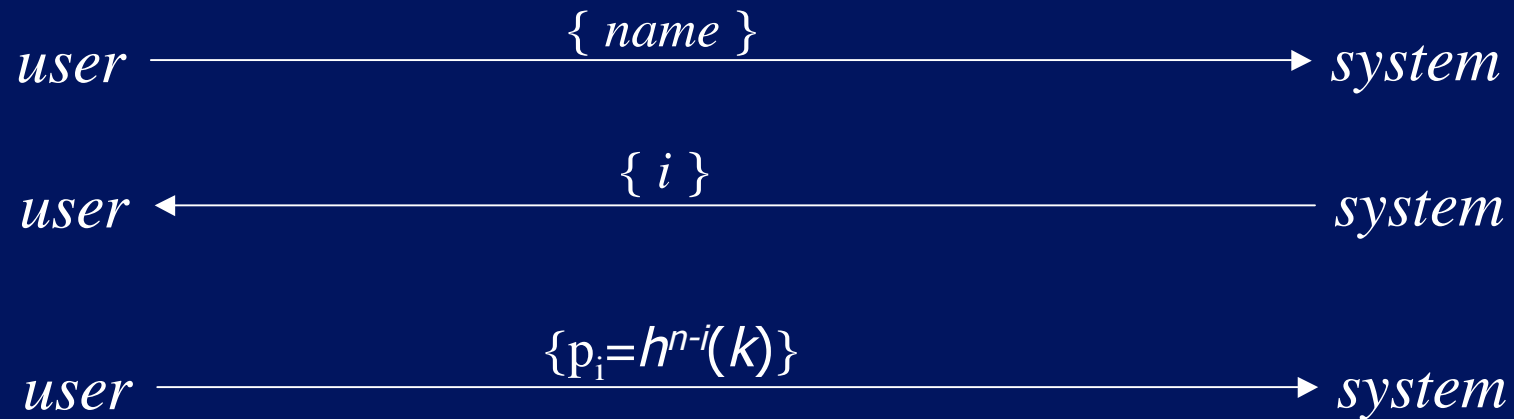 { name }
user system
{ i }
user system
{pᵢ=hⁿ⁻ⁱ(k)}
user system